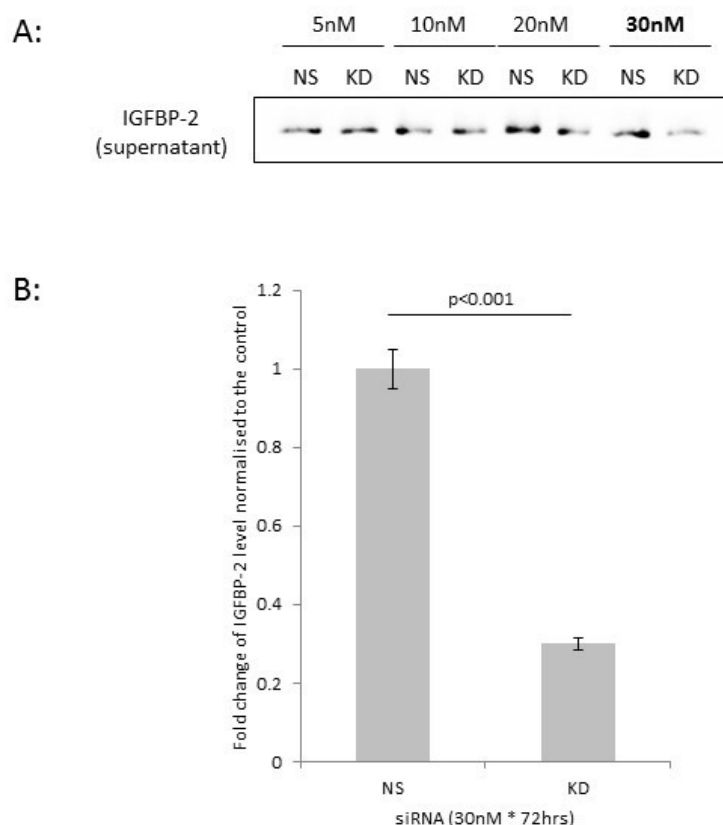 A:
5nM 10nM 20nM 30nM
NS KD NS KD NS KD NS KD
IGFBP-2
(supernatant)
B:
Fold change of IGFBP-2 level normalised to the control
1.2
1
0.8
0.6
0.4
0.2
0
p<0.001
NS KD
siRNA (30nM * 72hrs)